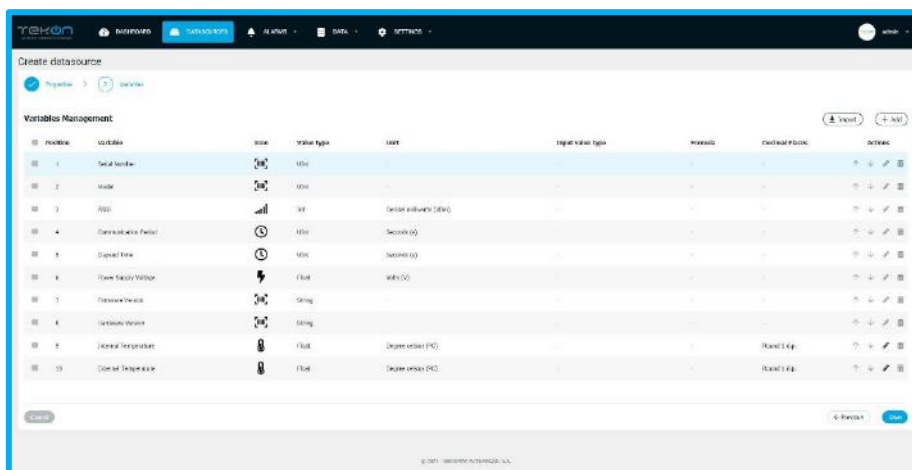 TEKON
DASHBOARD DATASOURCES ALARMS DATA SETTINGS admin
Create datasource
Properties 2 Variables
Variables Management Import + Add
Position Variable Icon Value type Unit Input value type Formula Decimal Places Actions
1 Serial Number UInt - - - -
2 Model UInt - - - -
3 RSSI Int Decibel milliwatts (dBm) - - -
4 Communication Period UInt Seconds (s) - - -
5 Elapsed Time UInt Seconds (s) - - -
6 Power Supply Voltage Float Volts (V) - - -
7 Firmware Version String - - - -
8 Hardware Version String - - - -
9 Internal Temperature Float Degree celsius (ºC) - - Round 1 d.p.
10 External Temperature Float Degree celsius (ºC) - - Round 1 d.p.
Cancel Previous Save